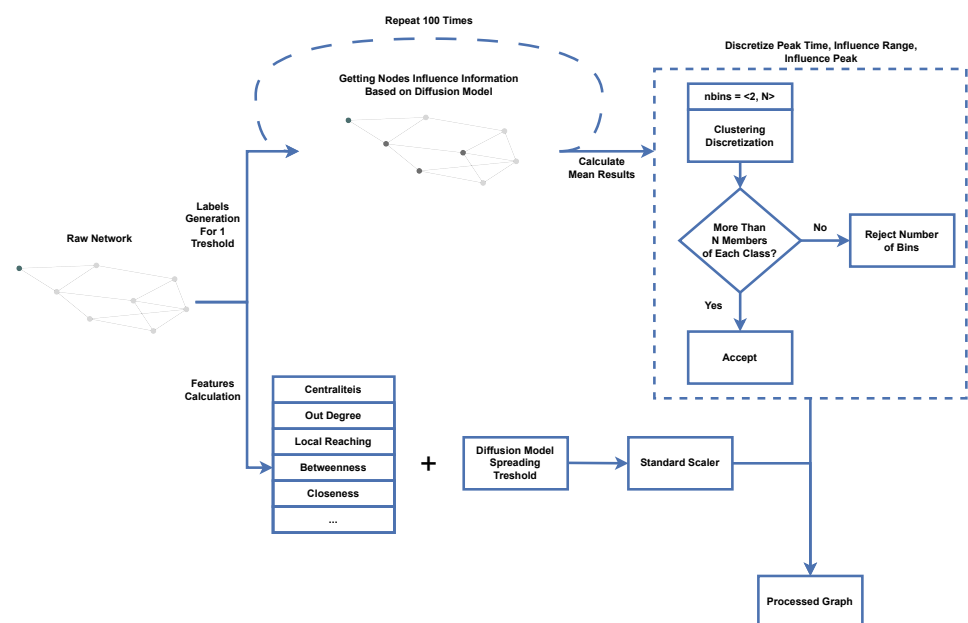 Repeat 100 Times
Getting Nodes Influence Information
Based on Diffusion Model
Discretize Peak Time, Influence Range,
Influence Peak
nbins = <2, N>
Clustering
Discretization
Calculate
Mean Results
More Than
N Members
of Each Class?
No
Reject Number
of Bins
Yes
Accept
Labels
Generation
For 1
Treshold
Raw Network
Features
Calculation
Centraliteis
Out Degree
Local Reaching
Betweenness
Closeness
...
+
Diffusion Model
Spreading
Treshold
Standard Scaler
Processed Graph